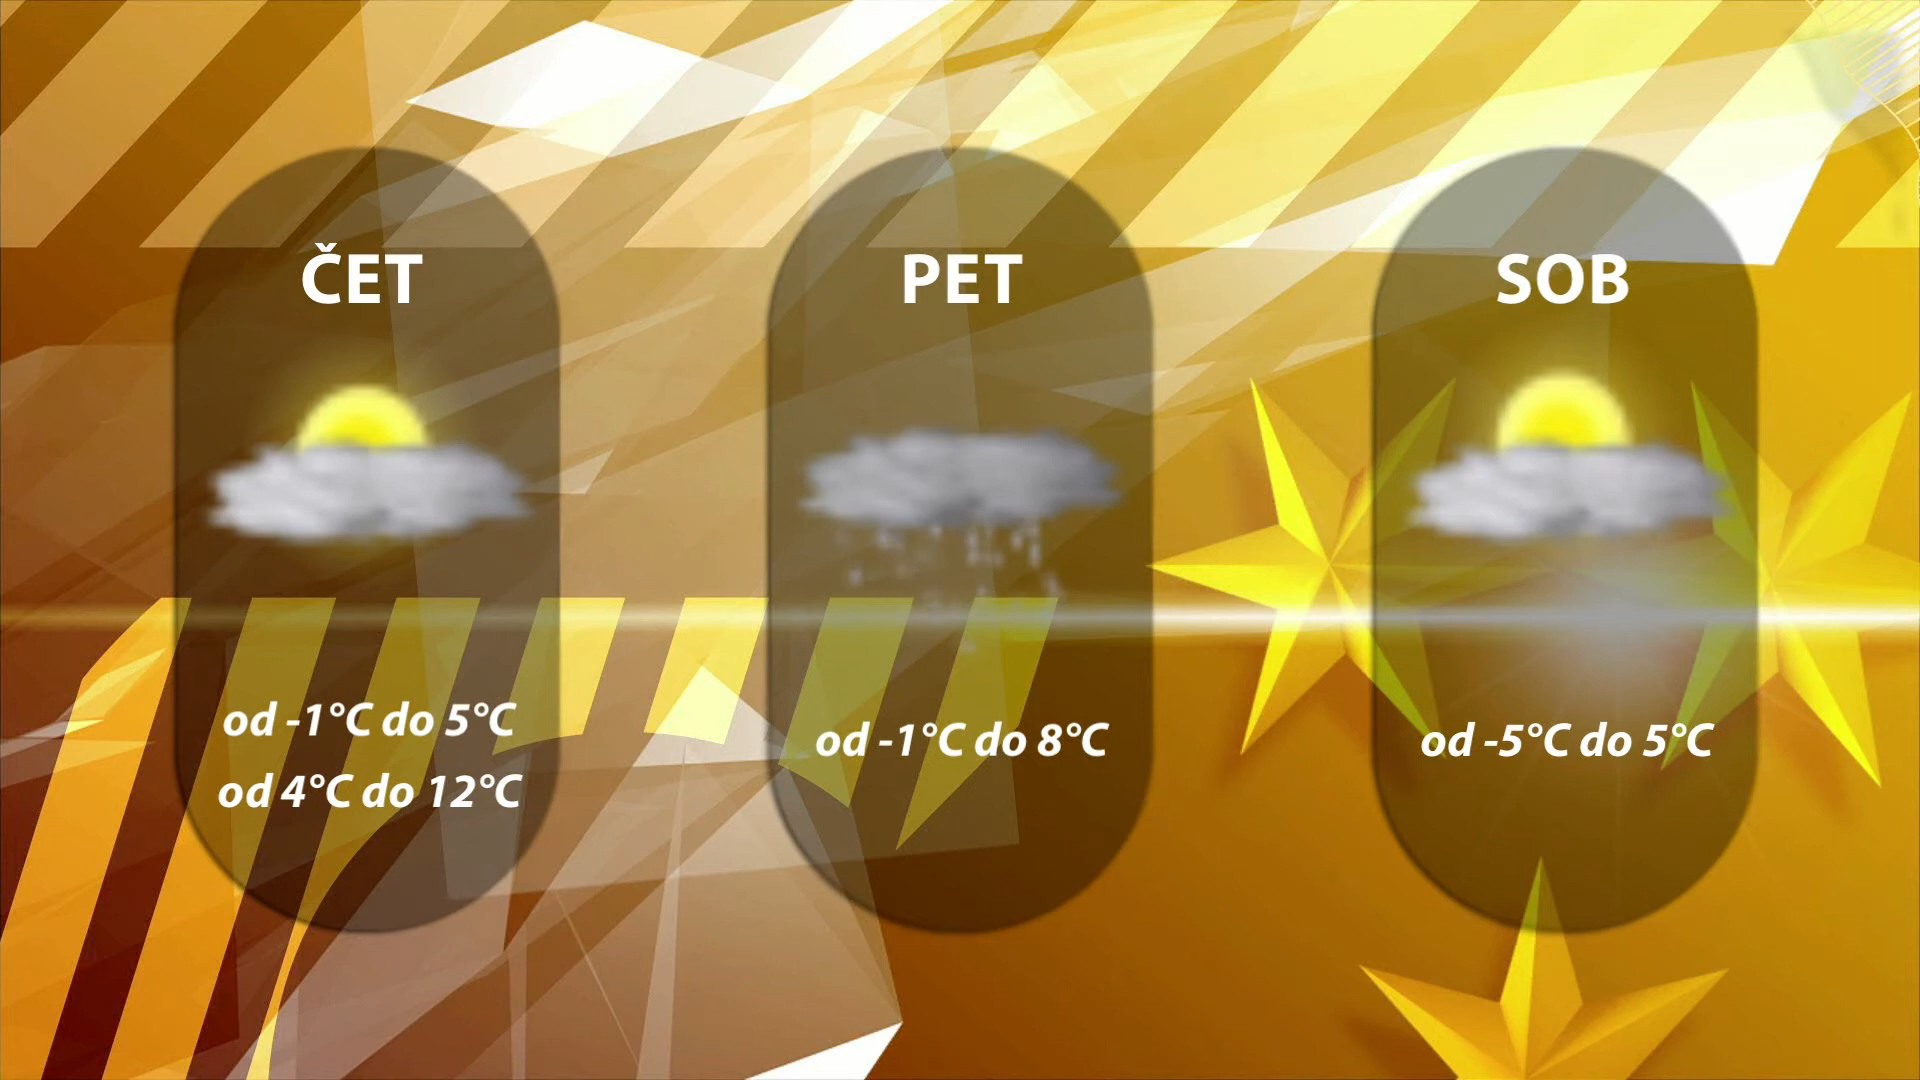 ČET
od -1°C do 5°C
od 4°C do 12°C
PET
od -1°C do 8°C
SOB
od -5°C do 5°C